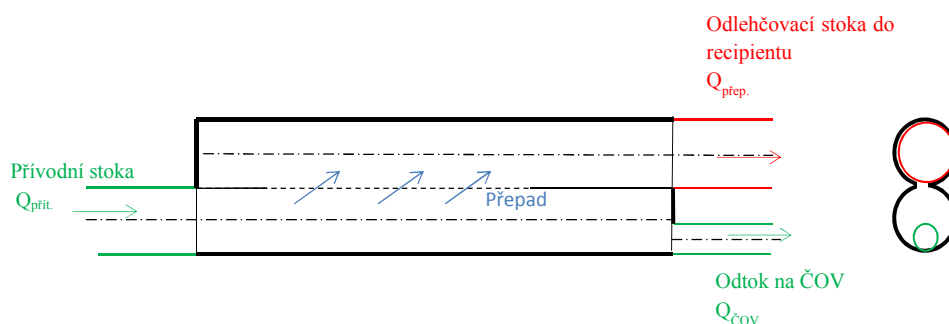 Odlehčovací stoka do
recipientu
Qpřep.
Přívodní stoka
Qpřít.
Přepad
Odtok na ČOV
QČOV